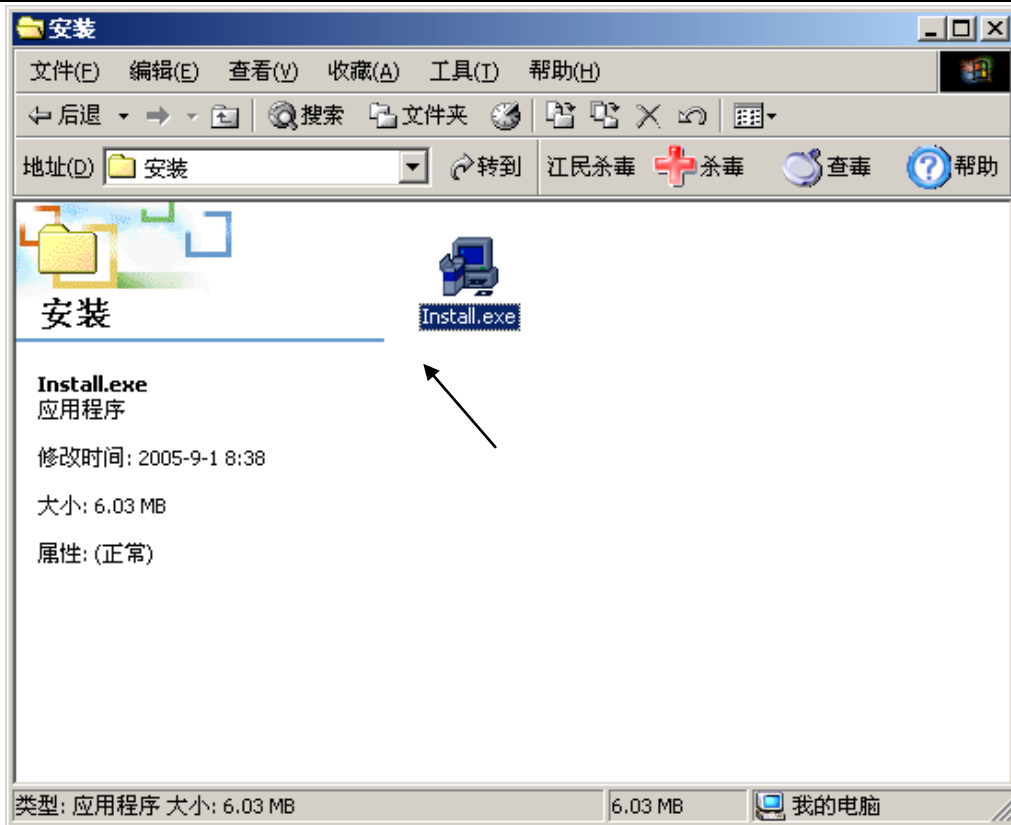 安装
文件(F) 编辑(E) 查看(V) 收藏(A) 工具(T) 帮助(H)
后退 搜索 文件夹
地址(D) 安装 转到 江民杀毒 杀毒 查毒 帮助
安装
Install.exe
Install.exe
应用程序
修改时间: 2005-9-1 8:38
大小: 6.03 MB
属性: (正常)
类型: 应用程序 大小: 6.03 MB 6.03 MB 我的电脑